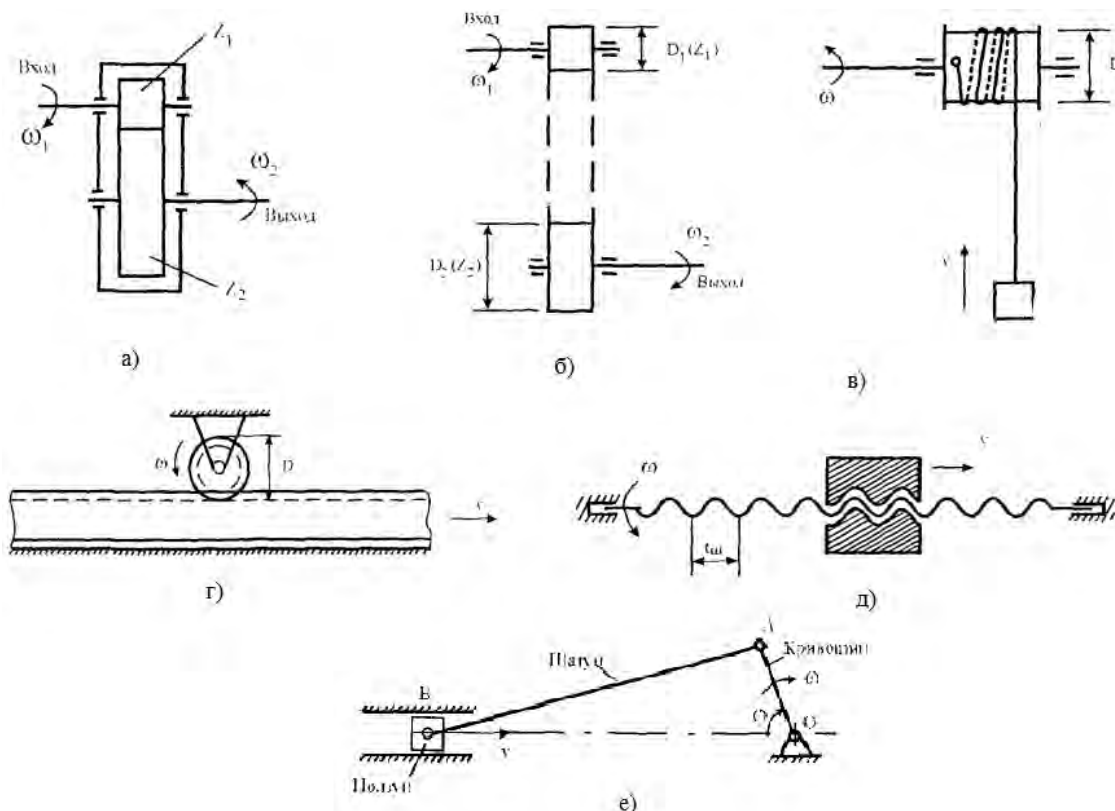 Z₁
Вход
ω₁
ω₂
Выход
Z₂
а)
Вход
ω₁
D₁(Z₁)
D₂(Z₂)
ω₂
Выход
б)
ω
v
в)
ω
D
v
г)
ω
v
tш
д)
Шатун
Кривошип
ω
В
v
Ползун
е)